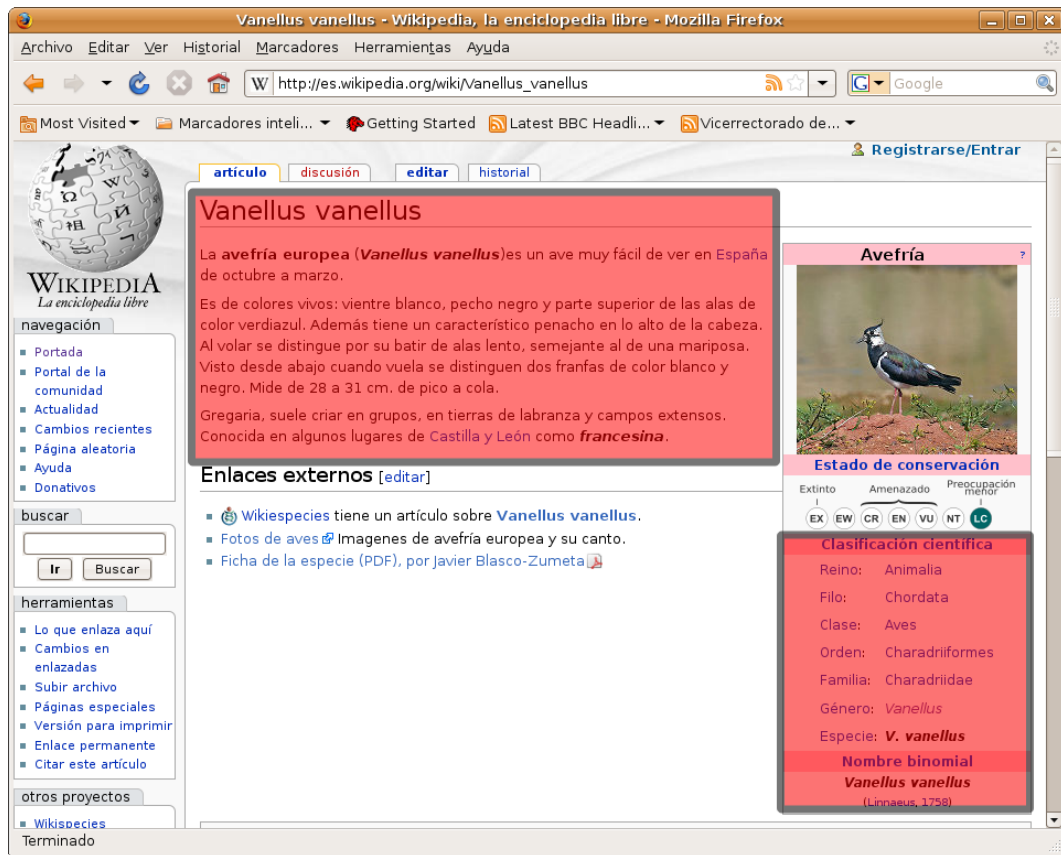 Vanellus vanellus - Wikipedia, la enciclopedia libre - Mozilla Firefox
Archivo Editar Ver Historial Marcadores Herramientas Ayuda
W http://es.wikipedia.org/wiki/Vanellus_vanellus
G Google
Most Visited Marcadores inteli... Getting Started Latest BBC Headli... Vicerrectorado de...
Registrarse/Entrar
artículo discusión editar historial
WIKIPEDIA
La enciclopedia libre
navegación
Portada
Portal de la
comunidad
Actualidad
Cambios recientes
Página aleatoria
Ayuda
Donativos
buscar
Ir Buscar
herramientas
Lo que enlaza aquí
Cambios en
enlazadas
Subir archivo
Páginas especiales
Versión para imprimir
Enlace permanente
Citar este artículo
otros proyectos
Wikispecies
Vanellus vanellus
La avefría europea (Vanellus vanellus)es un ave muy fácil de ver en España
de octubre a marzo.
Es de colores vivos: vientre blanco, pecho negro y parte superior de las alas de
color verdiazul. Además tiene un característico penacho en lo alto de la cabeza.
Al volar se distingue por su batir de alas lento, semejante al de una mariposa.
Visto desde abajo cuando vuela se distinguen dos franfas de color blanco y
negro. Mide de 28 a 31 cm. de pico a cola.
Gregaria, suele criar en grupos, en tierras de labranza y campos extensos.
Conocida en algunos lugares de Castilla y León como francesina.
Enlaces externos [editar]
Wikiespecies tiene un artículo sobre Vanellus vanellus.
Fotos de aves Imagenes de avefría europea y su canto.
Ficha de la especie (PDF), por Javier Blasco-Zumeta
Avefría ?
Estado de conservación
Extinto Amenazado Preocupación
menor
EX EW CR EN VU NT LC
Clasificación científica
Reino: Animalia
Filo: Chordata
Clase: Aves
Orden: Charadriiformes
Familia: Charadriidae
Género: Vanellus
Especie: V. vanellus
Nombre binomial
Vanellus vanellus
(Linnaeus, 1758)
Terminado